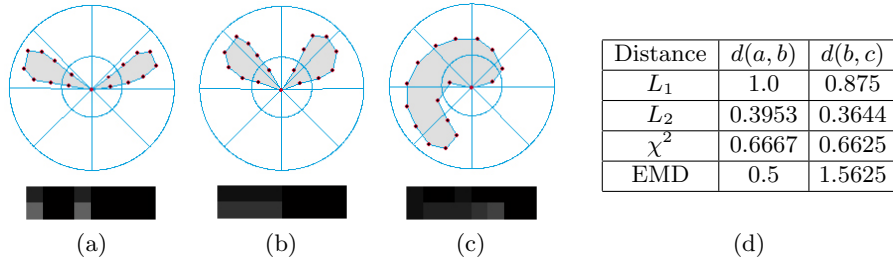 Distance d(a, b) d(b, c)
L₁ 1.0 0.875
L₂ 0.3953 0.3644
χ² 0.6667 0.6625
EMD 0.5 1.5625
(a) (b) (c) (d)